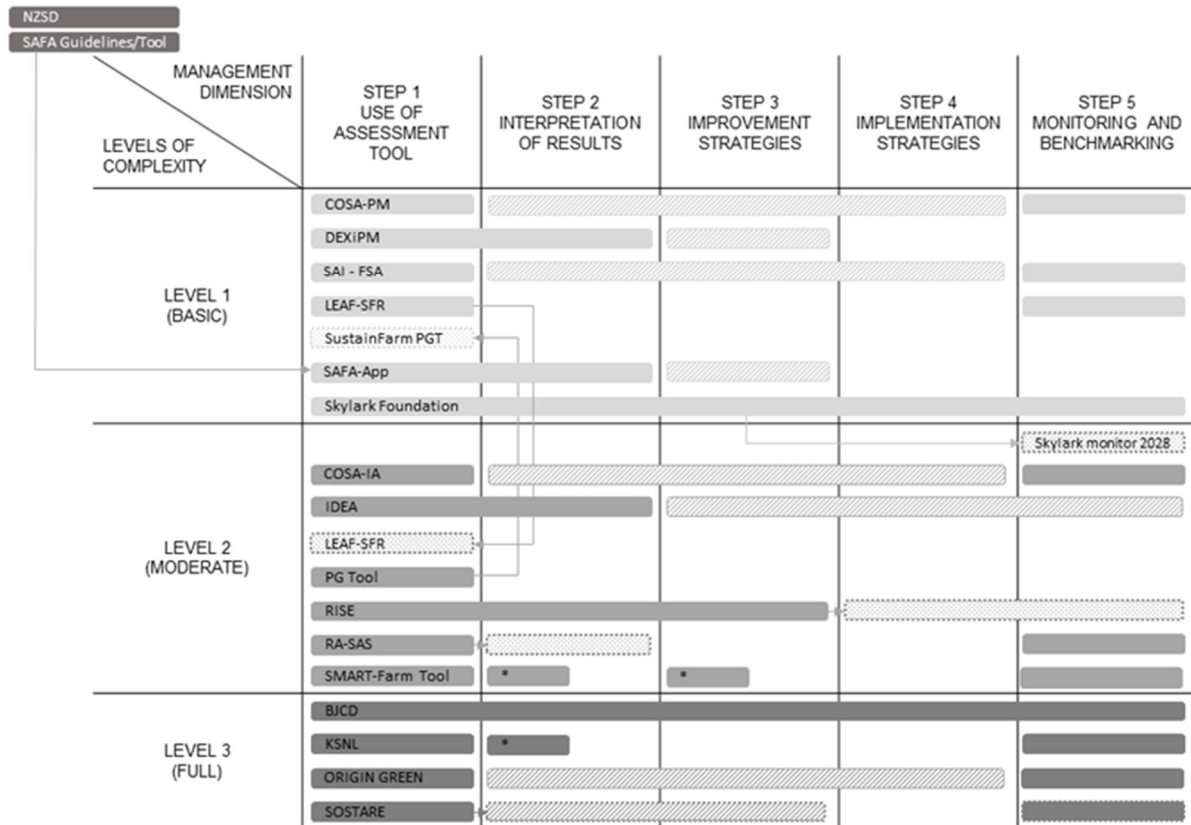 NZSD
SAFA Guidelines/Tool
MANAGEMENT
DIMENSION
LEVELS OF
COMPLEXITY
STEP 1
USE OF
ASSESSMENT
TOOL
STEP 2
INTERPRETATION
OF RESULTS
STEP 3
IMPROVEMENT
STRATEGIES
STEP 4
IMPLEMENTATION
STRATEGIES
STEP 5
MONITORING AND
BENCHMARKING
LEVEL 1
(BASIC)
COSA-PM
DEXiPM
SAI - FSA
LEAF-SFR
SustainFarm PGT
SAFA-App
Skylark Foundation
LEVEL 2
(MODERATE)
Skylark monitor 2028
COSA-IA
IDEA
LEAF-SFR
PG Tool
RISE
RA-SAS
SMART-Farm Tool * *
LEVEL 3
(FULL)
BJCD
KSNL *
ORIGIN GREEN
SOSTARE